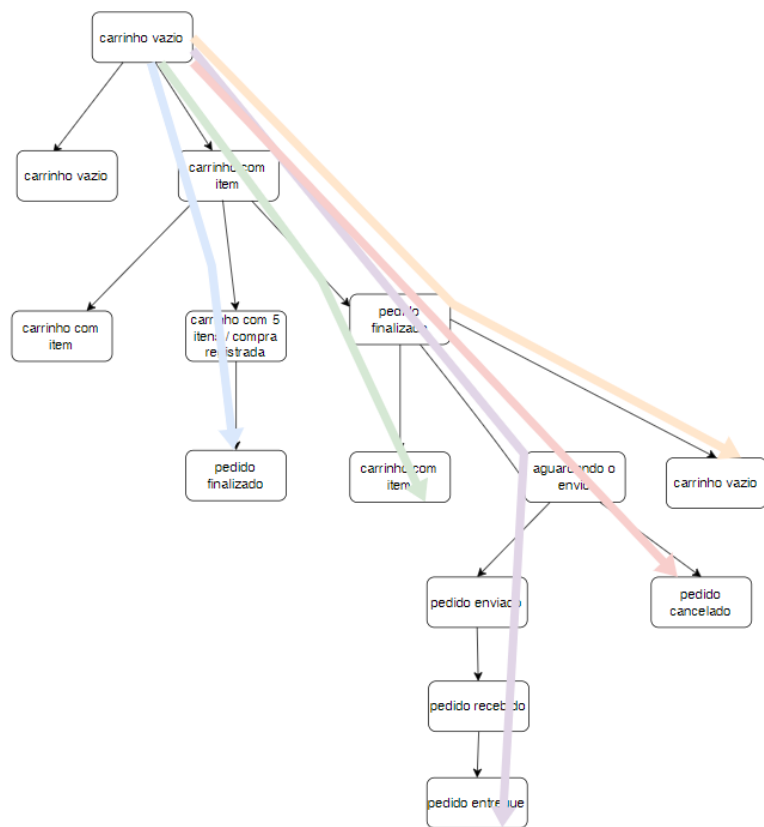 carrinho vazio
carrinho vazio
carrinho com
item
carrinho com
item
carrinho com 5
itens / compra
registrada
pedido
finalizado
pedido
finalizado
carrinho com
item
aguardando o
envio
carrinho vazio
pedido enviado
pedido
cancelado
pedido recebido
pedido entregue